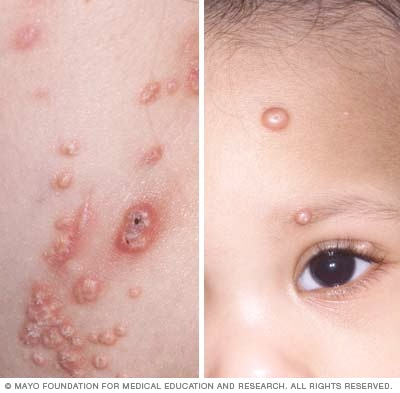 © MAYO FOUNDATION FOR MEDICAL EDUCATION AND RESEARCH. ALL RIGHTS RESERVED.